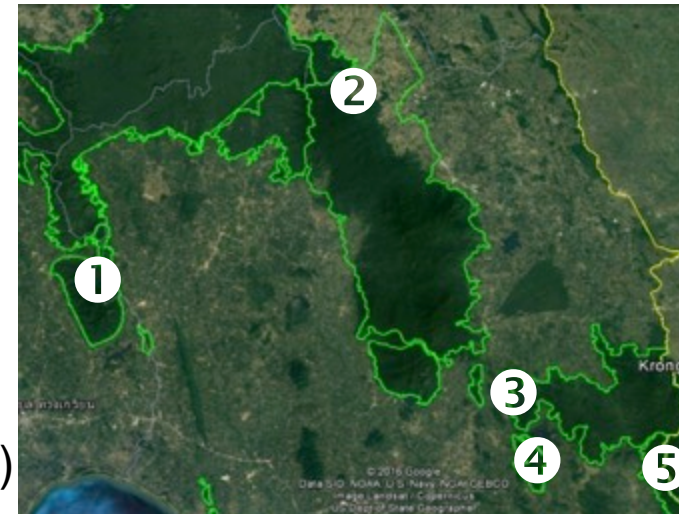 2
1
Kron
3
4
)
5
© 2016 Google
Data SIO, NOAA, U.S. Navy, NGA, GEBCO
Image Landsat / Copernicus
US Dept of State Geographer